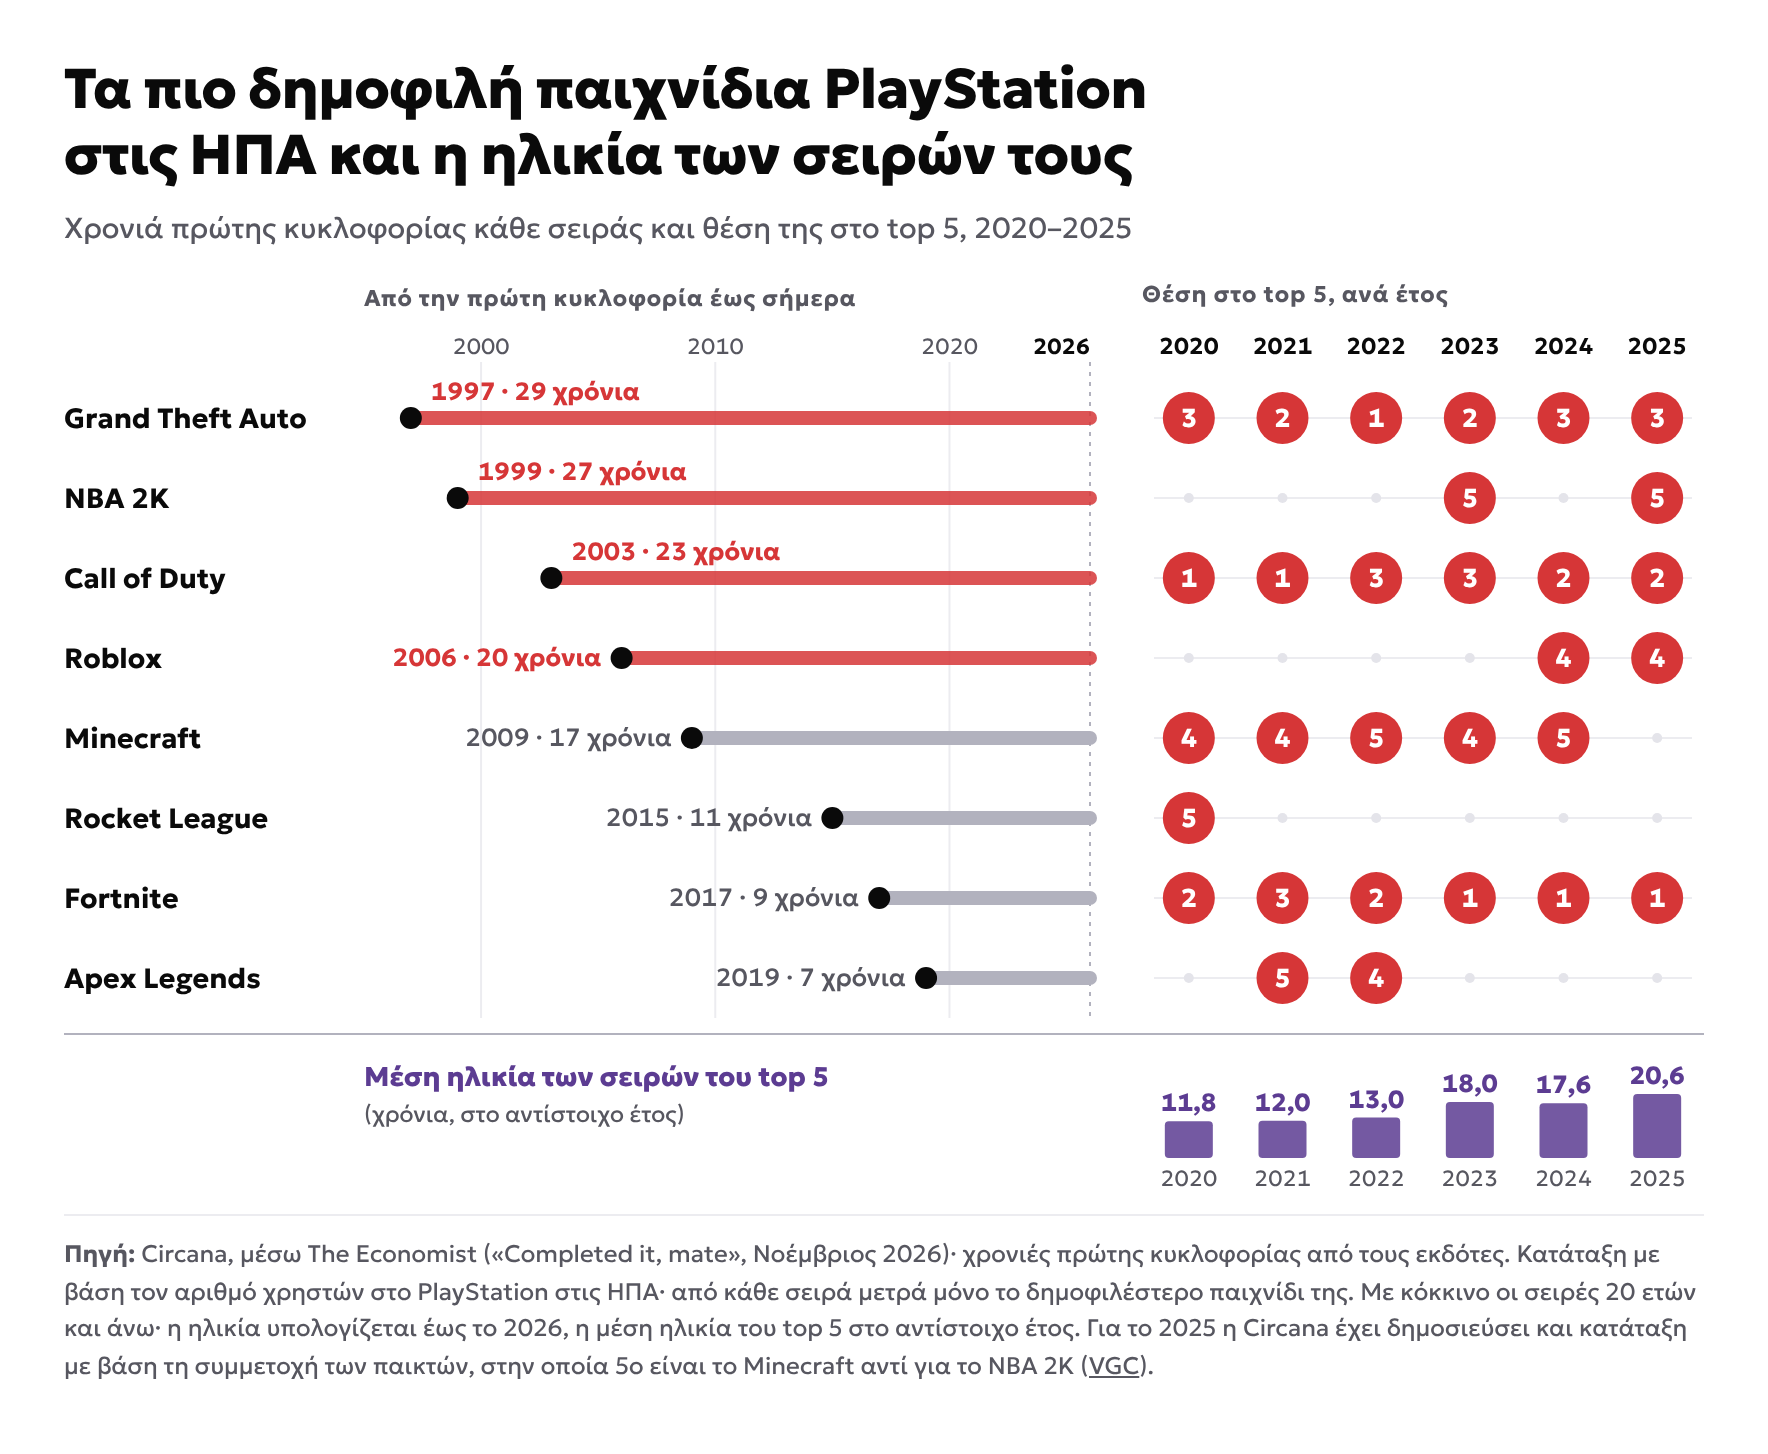 Τα πιο δημοφιλή παιχνίδια PlayStation
στις ΗΠΑ και η ηλικία των σειρών τους
Χρονιά πρώτης κυκλοφορίας κάθε σειράς και θέση της στο top 5, 2020–2025
Από την πρώτη κυκλοφορία έως σήμερα
Θέση στο top 5, ανά έτος
2000 2010 2020 2026 2020 2021 2022 2023 2024 2025
1997 · 29 χρόνια
Grand Theft Auto 3 2 1 2 3 3
1999 · 27 χρόνια
NBA 2K 5 5
2003 · 23 χρόνια
Call of Duty 1 1 3 3 2 2
Roblox 2006 · 20 χρόνια 4 4
Minecraft 2009 · 17 χρόνια 4 4 5 4 5
Rocket League 2015 · 11 χρόνια 5
Fortnite 2017 · 9 χρόνια 2 3 2 1 1 1
Apex Legends 2019 · 7 χρόνια 5 4
Μέση ηλικία των σειρών του top 5
(χρόνια, στο αντίστοιχο έτος)
11,8 12,0 13,0 18,0 17,6 20,6
2020 2021 2022 2023 2024 2025
Πηγή: Circana, μέσω The Economist («Completed it, mate», Νοέμβριος 2026)· χρονιές πρώτης κυκλοφορίας από τους εκδότες. Κατάταξη με
βάση τον αριθμό χρηστών στο PlayStation στις ΗΠΑ· από κάθε σειρά μετρά μόνο το δημοφιλέστερο παιχνίδι της. Με κόκκινο οι σειρές 20 ετών
και άνω· η ηλικία υπολογίζεται έως το 2026, η μέση ηλικία του top 5 στο αντίστοιχο έτος. Για το 2025 η Circana έχει δημοσιεύσει και κατάταξη
με βάση τη συμμετοχή των παικτών, στην οποία 5ο είναι το Minecraft αντί για το NBA 2K (VGC).